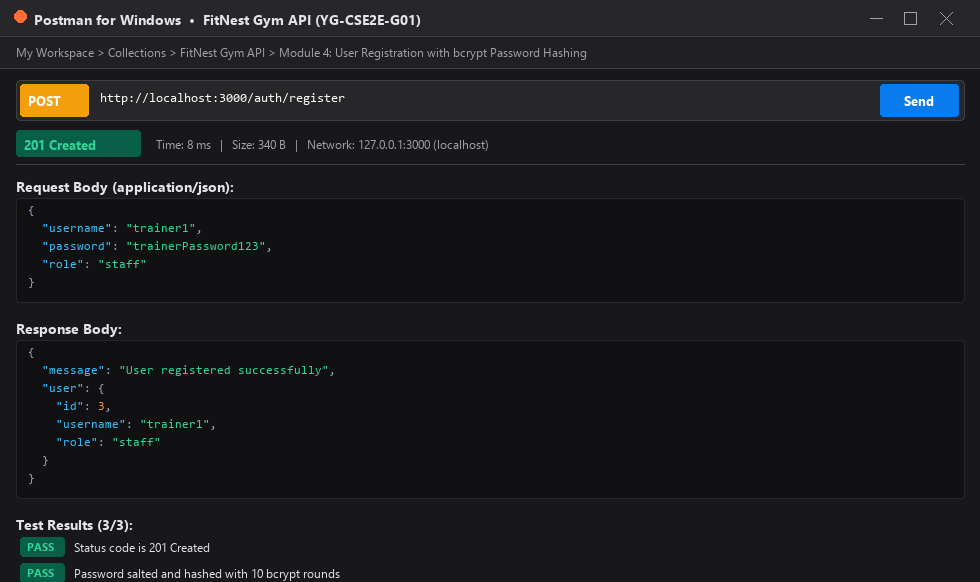 Postman for Windows • FitNest Gym API (YG-CSE2E-G01)
My Workspace > Collections > FitNest Gym API > Module 4: User Registration with bcrypt Password Hashing
POST http://localhost:3000/auth/register Send
201 Created Time: 8 ms | Size: 340 B | Network: 127.0.0.1:3000 (localhost)
Request Body (application/json):
{
  "username": "trainer1",
  "password": "trainerPassword123",
  "role": "staff"
}
Response Body:
{
  "message": "User registered successfully",
  "user": {
    "id": 3,
    "username": "trainer1",
    "role": "staff"
  }
}
Test Results (3/3):
PASS Status code is 201 Created
PASS Password salted and hashed with 10 bcrypt rounds